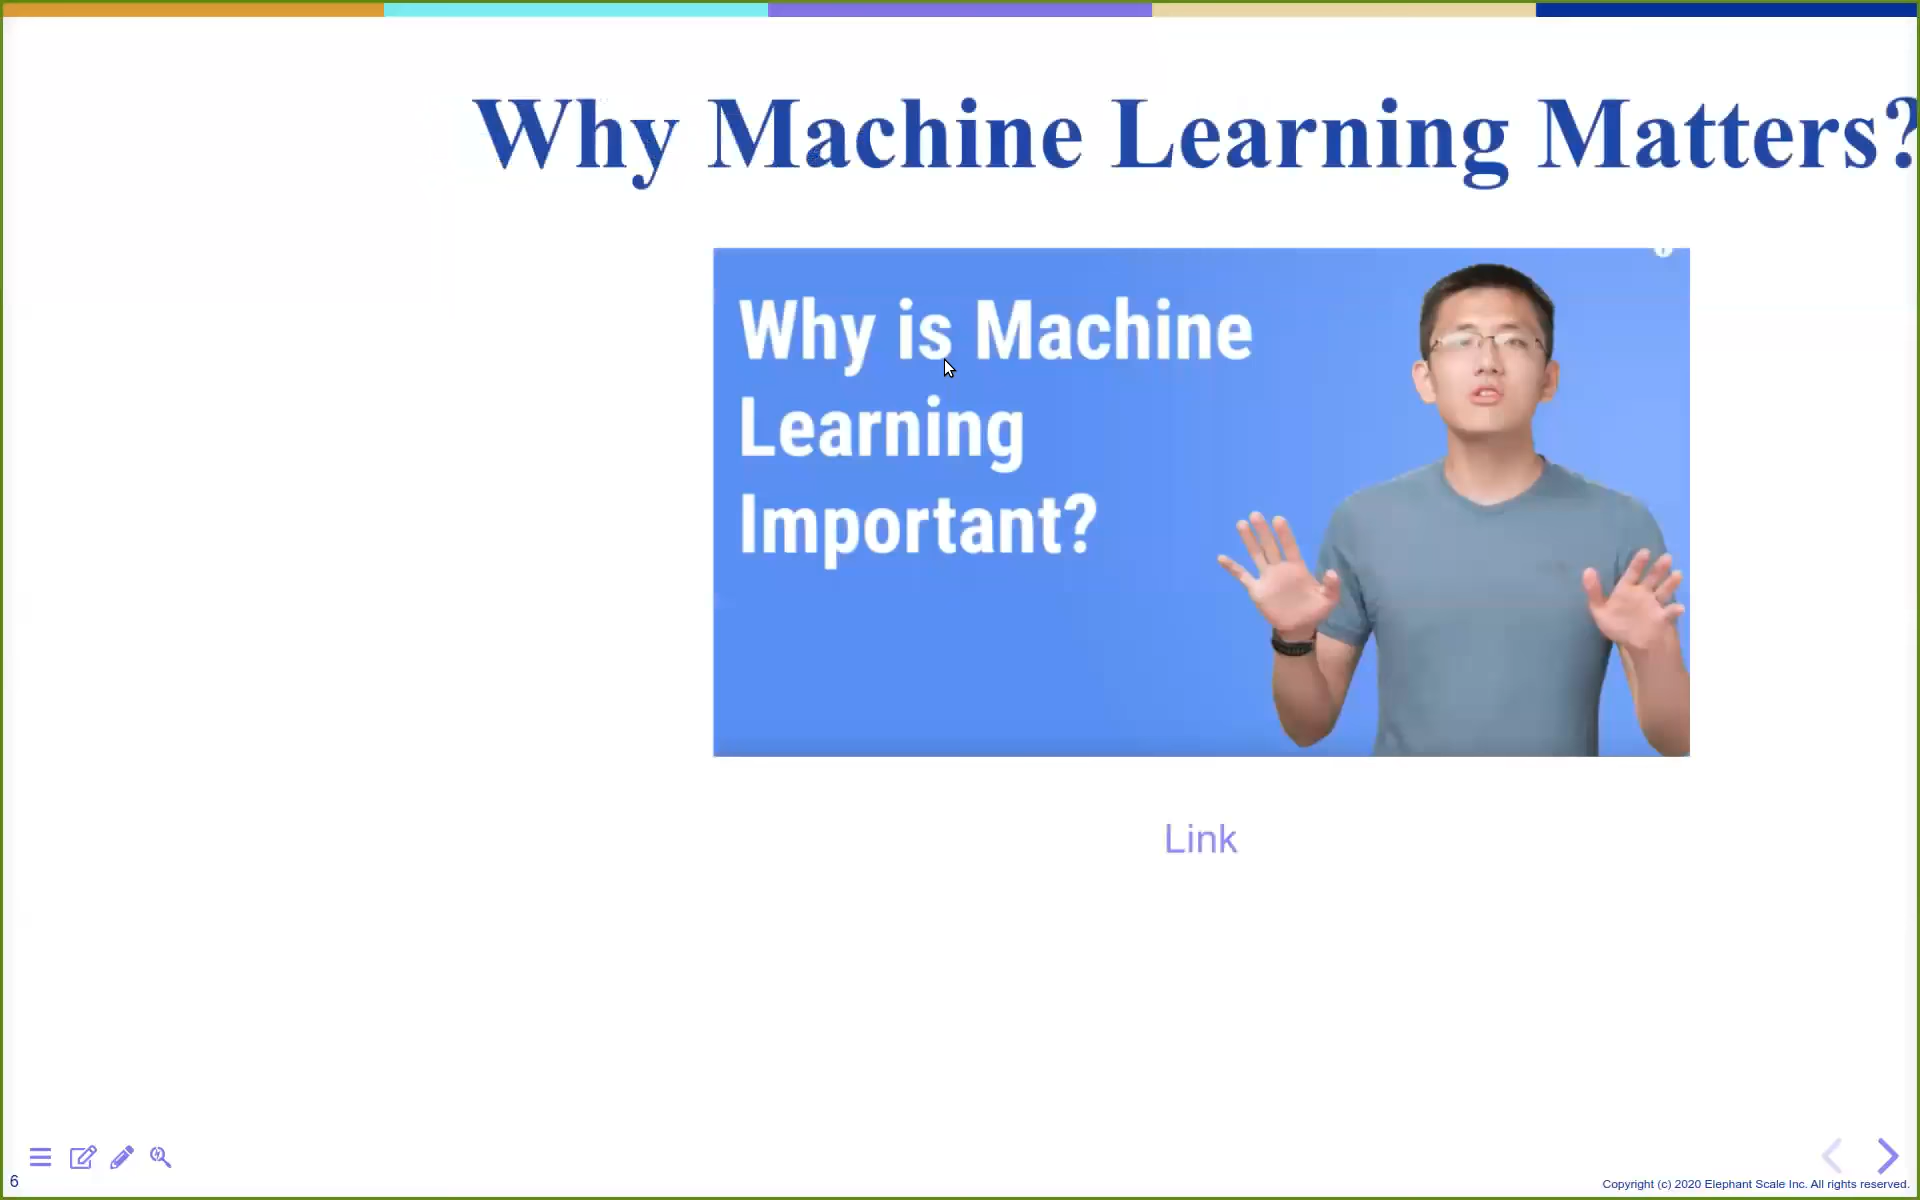 Why Machine Learning Matters?
Why is Machine
Learning
Important?
Link
6
Copyright (c) 2020 Elephant Scale Inc. All rights reserved.